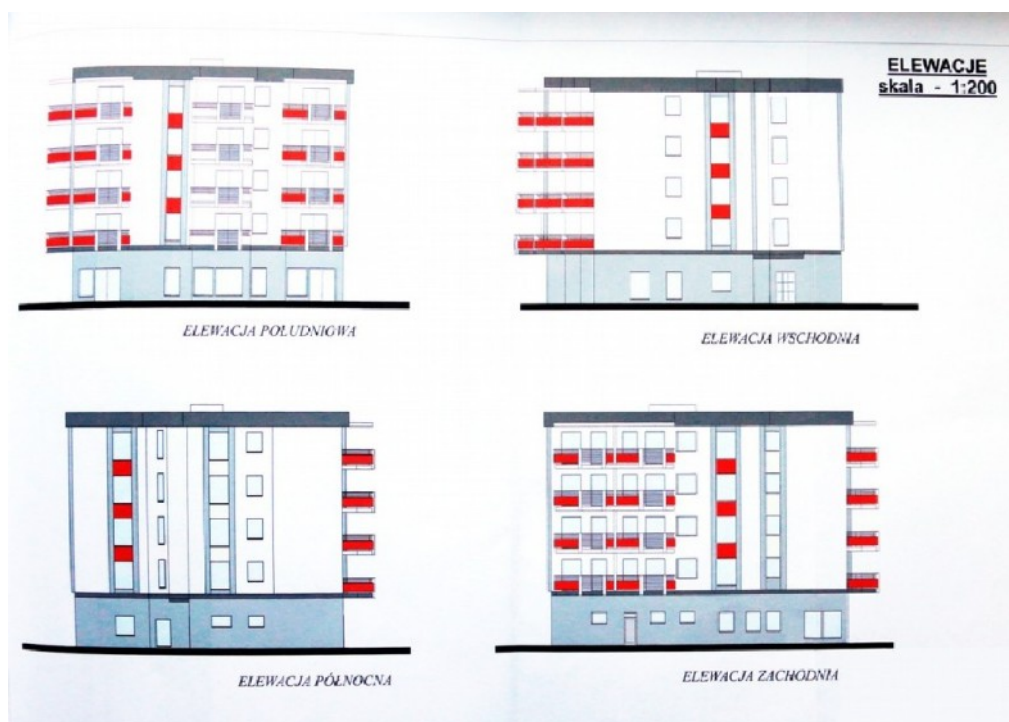 ELEWACJE
skala - 1:200
ELEWACJA POŁUDNIOWA
ELEWACJA WSCHODNIA
ELEWACJA PÓŁNOCNA
ELEWACJA ZACHODNIA